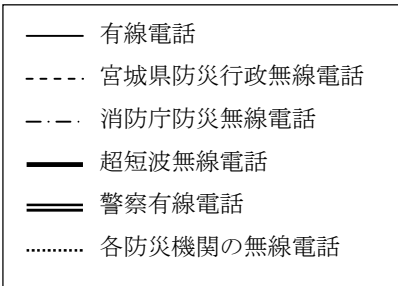 有線電話
宮城県防災行政無線電話
消防庁防災無線電話
超短波無線電話
警察有線電話
各防災機関の無線電話